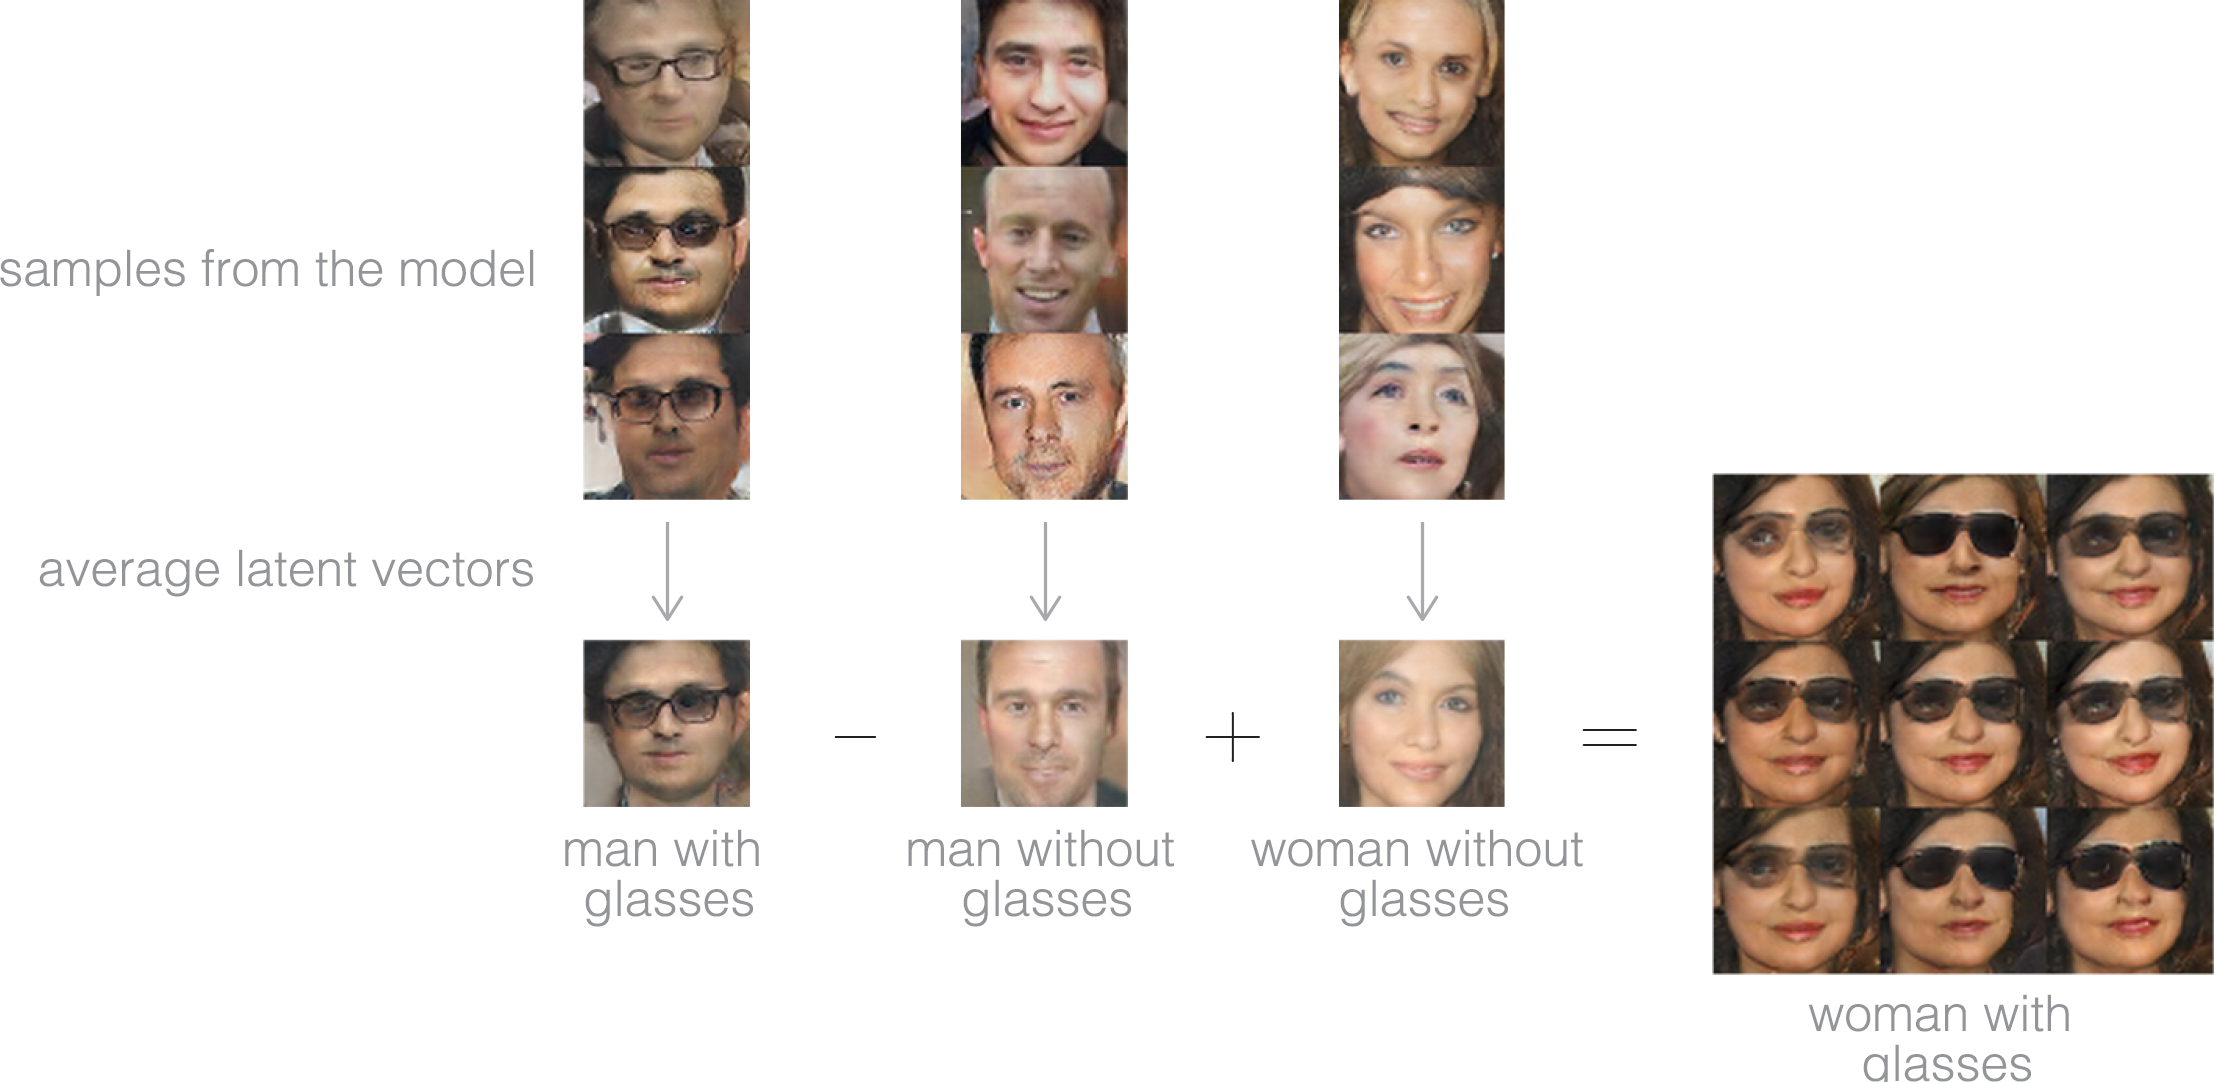 samples from the model
average latent vectors
−
+
=
man with
glasses
man without
glasses
woman without
glasses
woman with
glasses